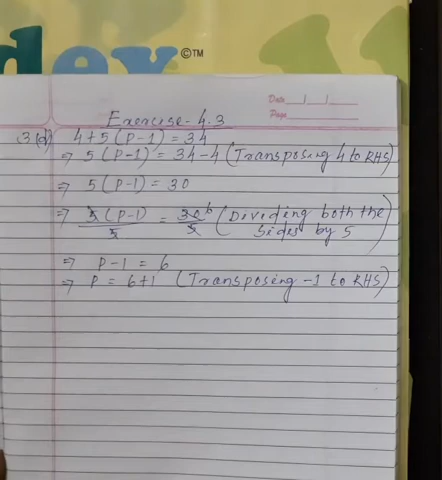 dex ©™
Date
Page
Exercise-4.3
3(d) 4+5(P-1)=34
⇒ 5(P-1) = 34-4 (Transposing 4 to RHS)
⇒ 5(P-1) = 30
⇒ 5(P-1)/5 = 30/5 6 (Dividing both the sides by 5)
⇒ P-1 = 6
⇒ P = 6+1 (Transposing -1 to RHS)